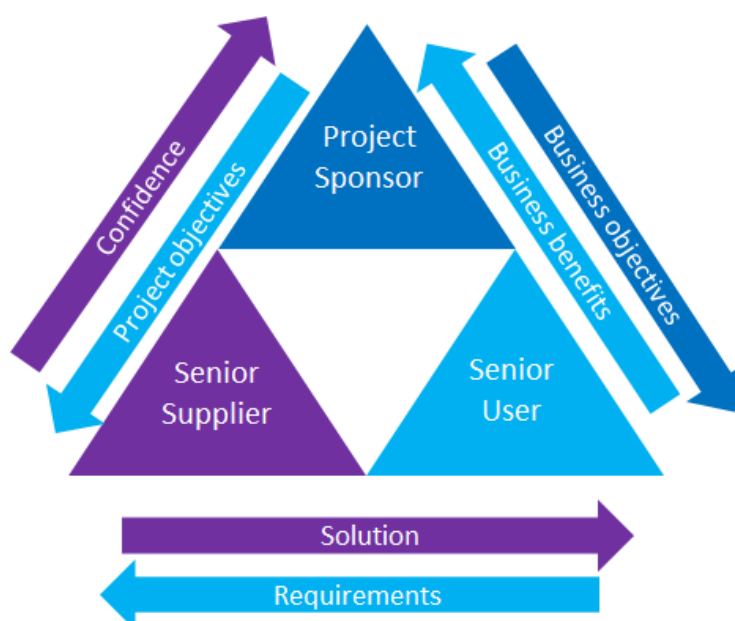 Project
Sponsor
Confidence
Project objectives
Business benefits
Business objectives
Senior
Supplier
Senior
User
Solution
Requirements